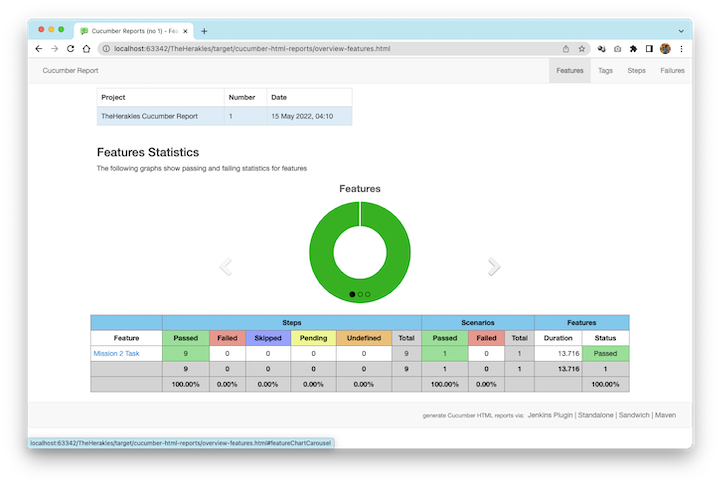 Cucumber Reports (no 1) - Fea
localhost:63342/TheHerakles/target/cucumber-html-reports/overview-features.html
Cucumber Report
Features Tags Steps Failures
Project Number Date
TheHerakles Cucumber Report 1 15 May 2022, 04:10
Features Statistics
The following graphs show passing and failing statistics for features
Features
Steps Scenarios Features
Feature Passed Failed Skipped Pending Undefined Total Passed Failed Total Duration Status
Mission 2 Task 9 0 0 0 0 9 1 0 1 13.716 Passed
9 0 0 0 0 9 1 0 1 13.716 1
100.00% 0.00% 0.00% 0.00% 0.00% 100.00% 0.00% 100.00%
generate Cucumber HTML reports via: Jenkins Plugin | Standalone | Sandwich | Maven
localhost:63342/TheHerakles/target/cucumber-html-reports/overview-features.html#featureChartCarousel